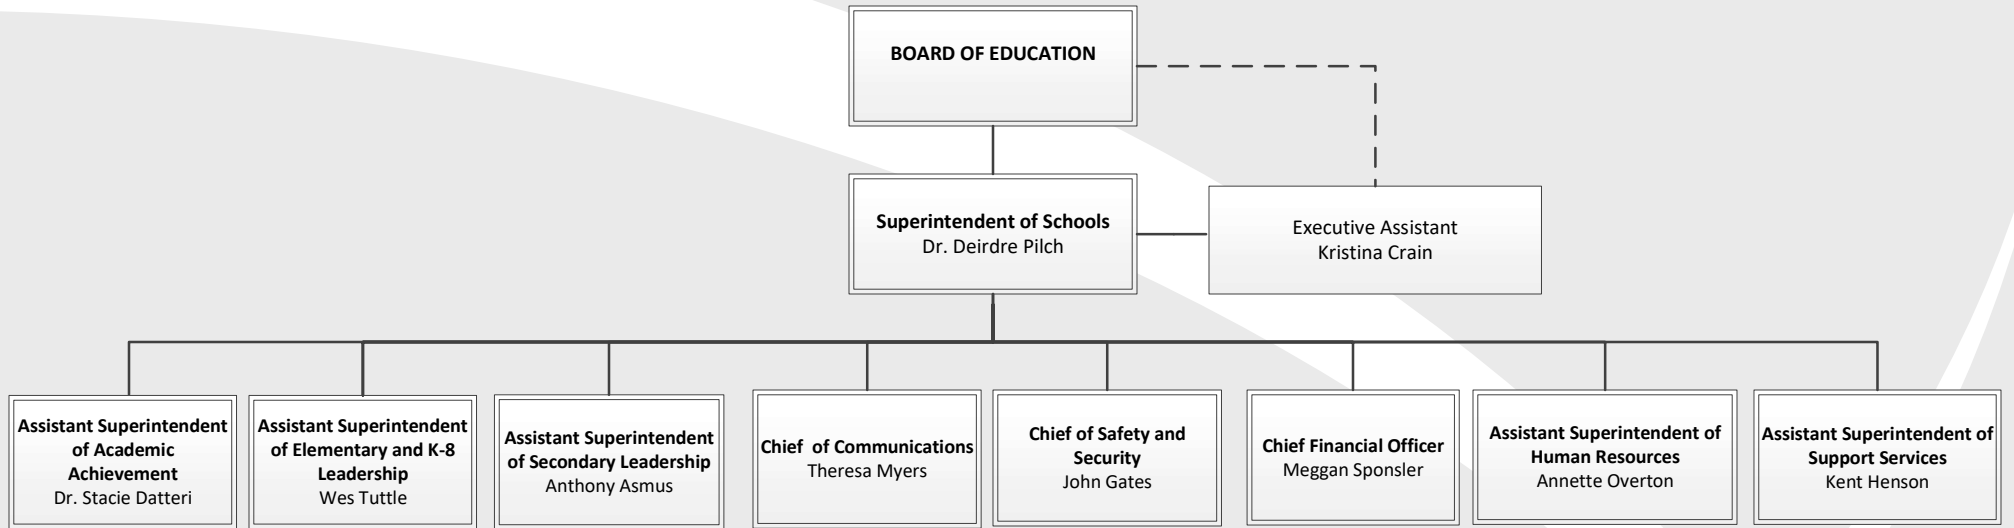 BOARD OF EDUCATION
Superintendent of Schools
Dr. Deirdre Pilch
Executive Assistant
Kristina Crain
Assistant Superintendent
of Academic
Achievement
Dr. Stacie Datteri
Assistant Superintendent
of Elementary and K-8
Leadership
Wes Tuttle
Assistant Superintendent
of Secondary Leadership
Anthony Asmus
Chief of Communications
Theresa Myers
Chief of Safety and
Security
John Gates
Chief Financial Officer
Meggan Sponsler
Assistant Superintendent of
Human Resources
Annette Overton
Assistant Superintendent of
Support Services
Kent Henson